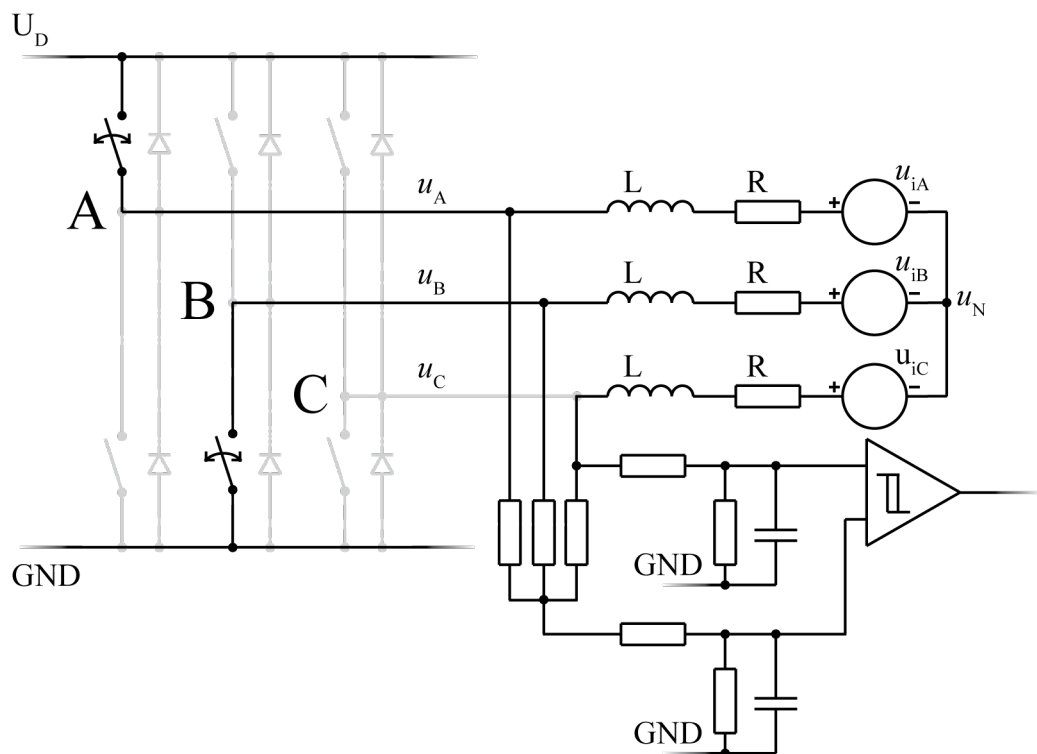 U_D
L
R
u_iA
+
−
A
u_A
L
R
u_iB
+
−
B
u_B
u_N
L
R
u_iC
+
−
C
u_C
GND
GND
GND